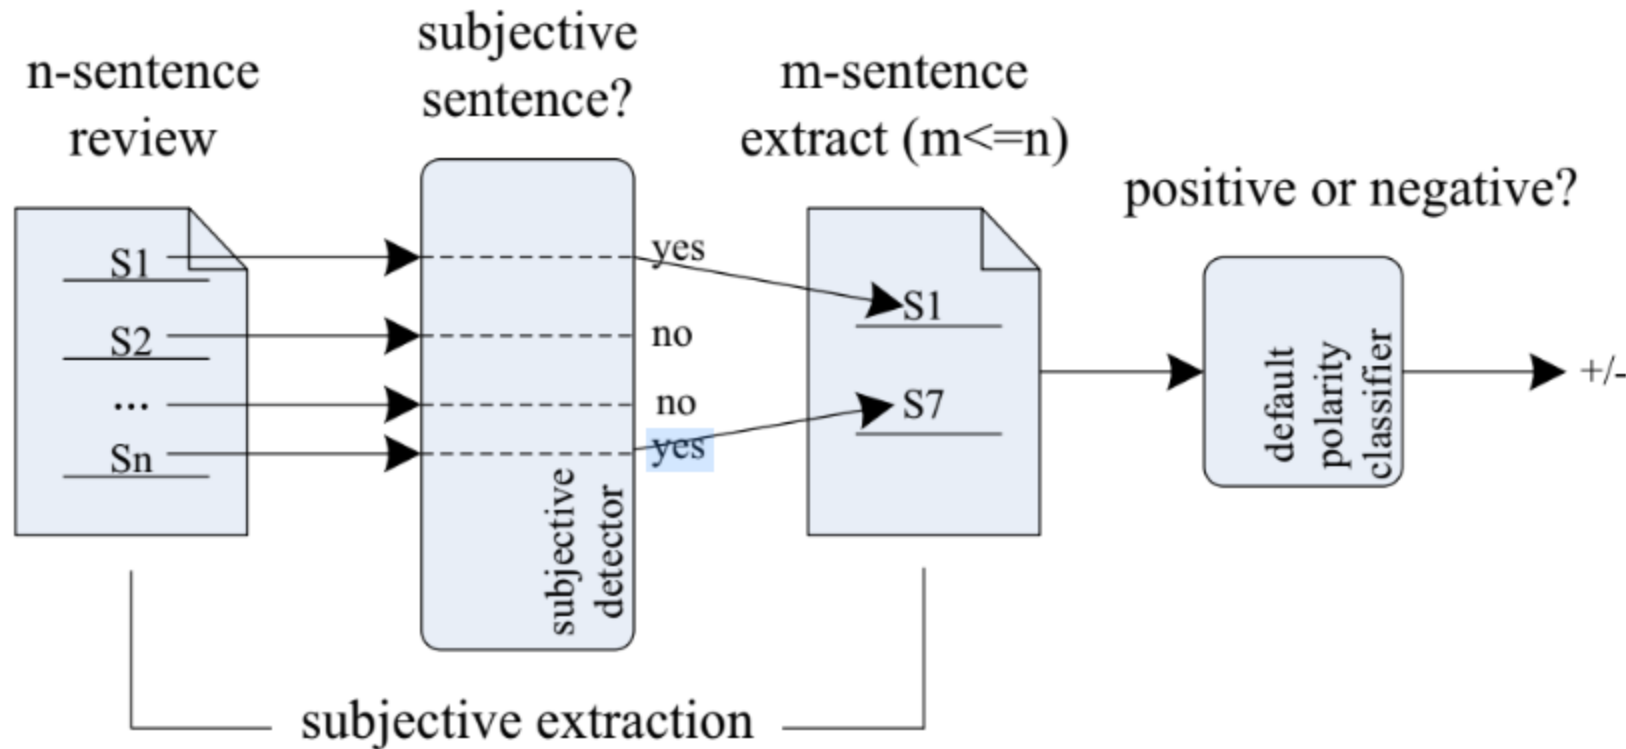 n-sentence
review
subjective
sentence?
m-sentence
extract (m<=n)
positive or negative?
S1
S2
...
Sn
yes
no
no
yes
subjective
detector
S1
S7
default
polarity
classifier
+/-
subjective extraction